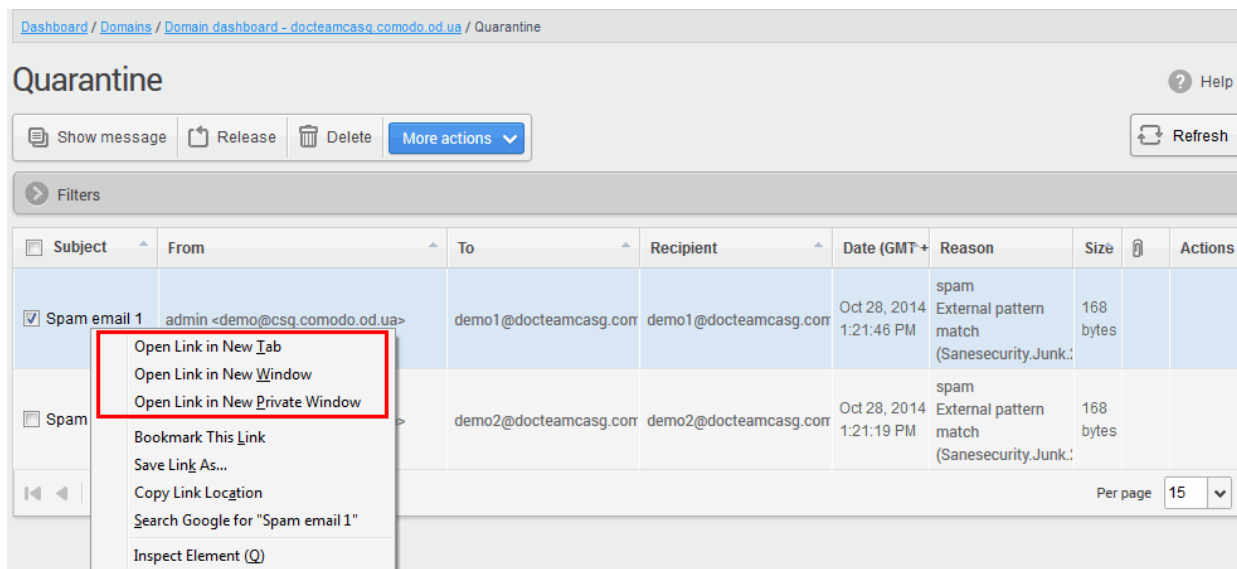 Dashboard / Domains / Domain dashboard - docteamcasg.comodo.od.ua / Quarantine
Quarantine
Help
Show message
Release
Delete
More actions
Refresh
Filters
Subject From To Recipient Date (GMT + Reason Size Actions
Spam email 1 admin <demo@csg.comodo.od.ua> demo1@docteamcasg.com demo1@docteamcasg.com Oct 28, 2014 1:21:46 PM
spam
External pattern
match
(Sanesecurity.Junk.
168
bytes
Open Link in New Tab
Open Link in New Window
Open Link in New Private Window
Bookmark This Link
Save Link As...
Copy Link Location
Search Google for "Spam email 1"
Inspect Element (Q)
Spam demo2@docteamcasg.com demo2@docteamcasg.com Oct 28, 2014 1:21:19 PM
spam
External pattern
match
(Sanesecurity.Junk.
168
bytes
Per page 15